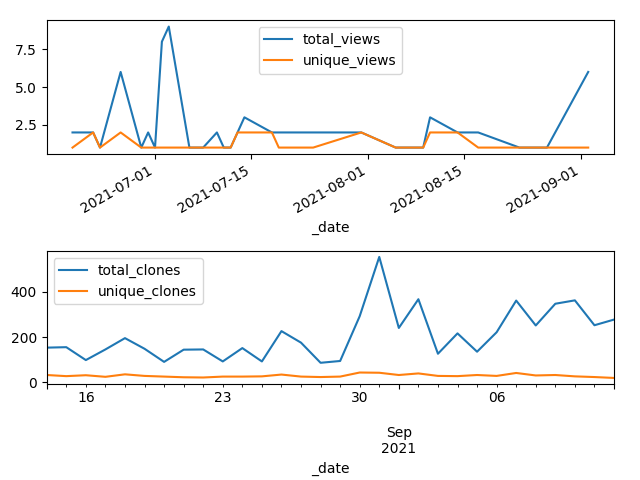 7.5
5.0
2.5
total_views
unique_views
2021-07-01
2021-07-15
2021-08-01
2021-08-15
2021-09-01
_date
400
200
0
total_clones
unique_clones
16
23
30
06
Sep
2021
_date